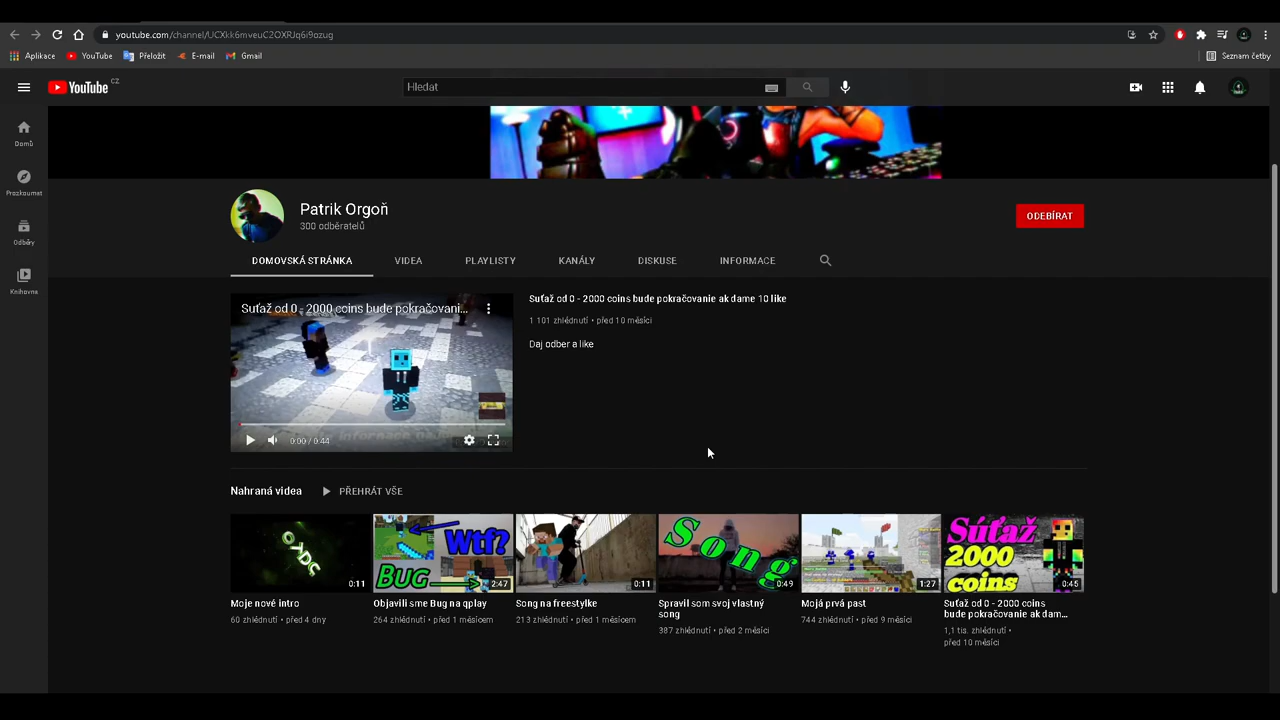 youtube.com/channel/UCXkk6mveuC2OXRJq6i9azug
Aplikace
YouTube
Přeložit
E-mail
Gmail
Seznam četby
YouTube CZ
Hledat
Domů
Prozkoumat
Odběry
Knihovna
Patrik Orgoň
300 odběratelů
ODEBÍRAT
DOMOVSKÁ STRÁNKA
VIDEA
PLAYLISTY
KANÁLY
DISKUSE
INFORMACE
Suťaž od 0 - 2000 coins bude pokračovani...
0:00 / 0:44
Suťaž od 0 - 2000 coins bude pokračovanie ak dame 10 like
1 101 zhlédnutí • před 10 měsíci
Daj odber a like
Nahraná videa
PŘEHRÁT VŠE
0:11
Wtf?
BUG
2:47
0:11
Song
0:49
1:27
Súťaž
2000
coins
0:45
Moje nové intro
60 zhlédnutí • před 4 dny
Objavili sme Bug na qplay
264 zhlédnutí • před 1 měsícem
Song na freestylke
213 zhlédnutí • před 1 měsícem
Spravil som svoj vlastný
song
387 zhlédnutí • před 2 měsíci
Mojá prvá past
744 zhlédnutí • před 9 měsíci
Suťaž od 0 - 2000 coins
bude pokračovanie ak dam...
1,1 tis. zhlédnutí •
před 10 měsíci